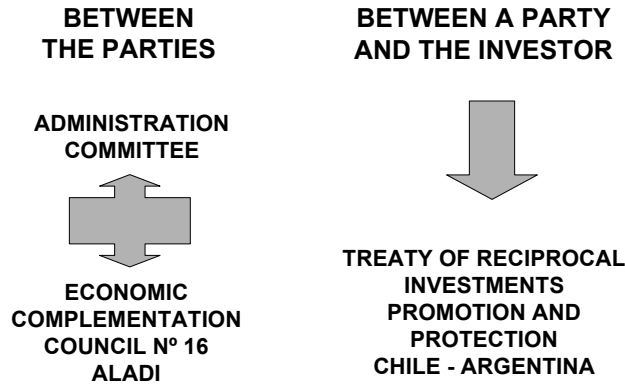 BETWEEN
THE PARTIES
ADMINISTRATION
COMMITTEE
ECONOMIC
COMPLEMENTATION
COUNCIL Nº 16
ALADI
BETWEEN A PARTY
AND THE INVESTOR
TREATY OF RECIPROCAL
INVESTMENTS
PROMOTION AND
PROTECTION
CHILE - ARGENTINA